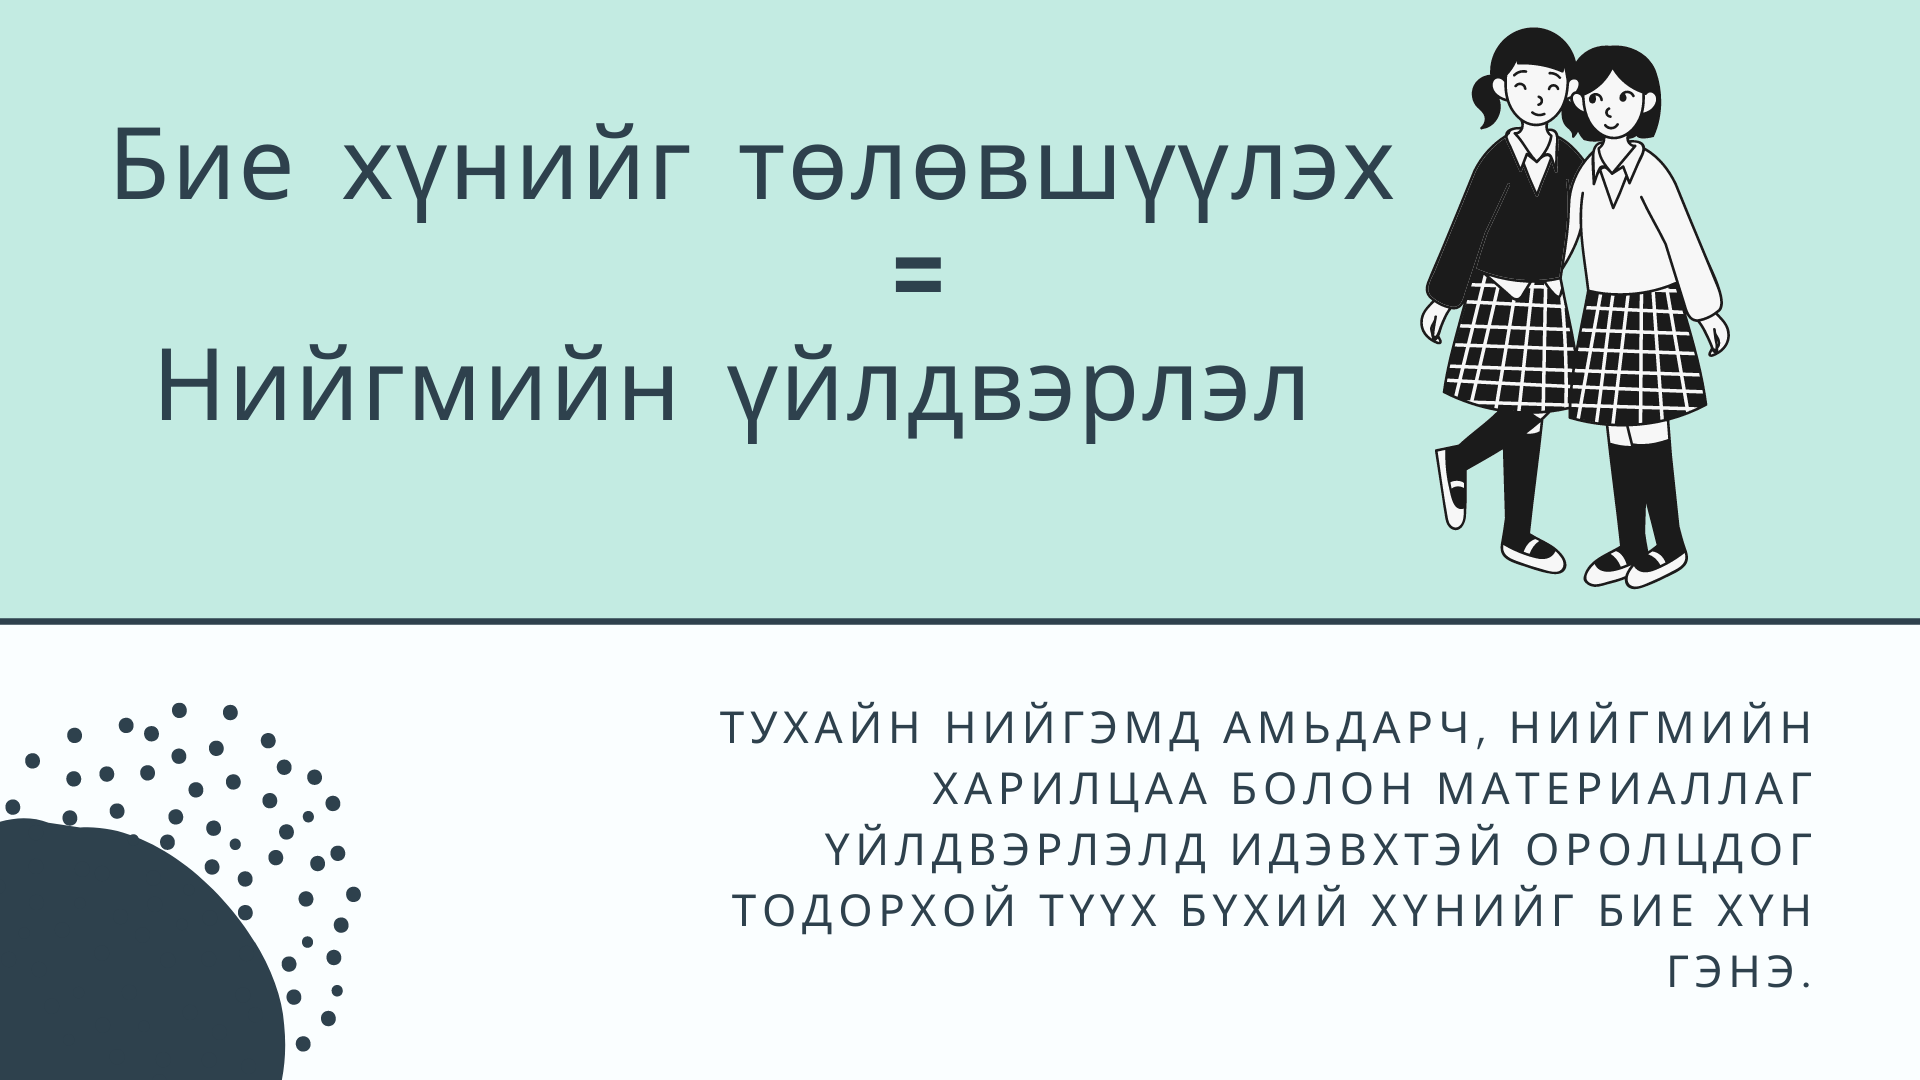 Бие хүнийг төлөвшүүлэх
=
Нийгмийн үйлдвэрлэл
ТУХАЙН НИЙГЭМД АМЬДАРЧ, НИЙГМИЙН
ХАРИЛЦАА БОЛОН МАТЕРИАЛЛАГ
ҮЙЛДВЭРЛЭЛД ИДЭВХТЭЙ ОРОЛЦДОГ
ТОДОРХОЙ ТҮҮХ БҮХИЙ ХҮНИЙГ БИЕ ХҮН
ГЭНЭ.